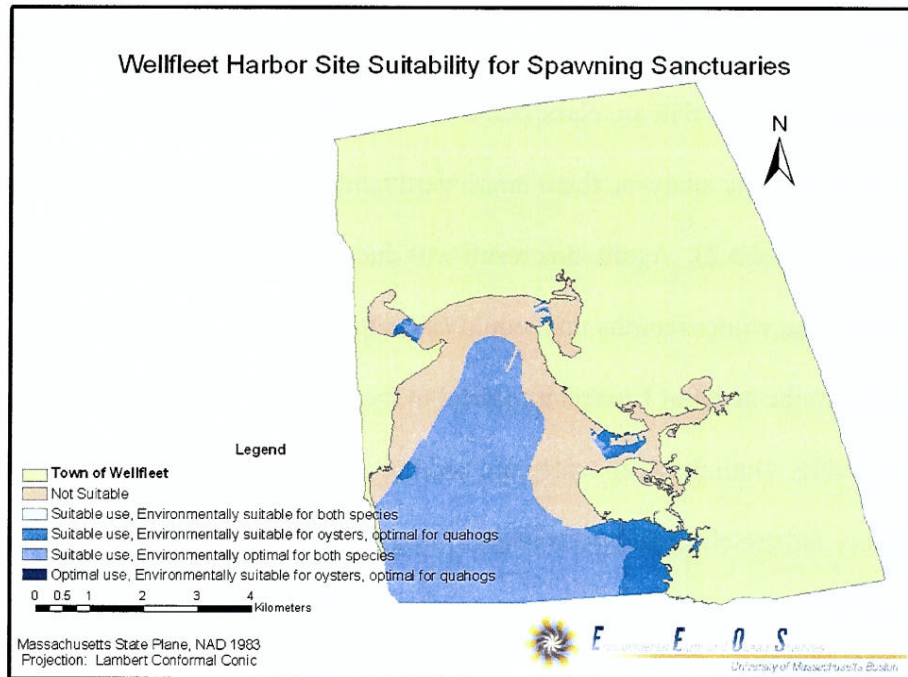 Wellfleet Harbor Site Suitability for Spawning Sanctuaries
N
Legend
Town of Wellfleet
Not Suitable
Suitable use, Environmentally suitable for both species
Suitable use, Environmentally suitable for oysters, optimal for quahogs
Suitable use, Environmentally optimal for both species
Optimal use, Environmentally suitable for oysters, optimal for quahogs
0 0.5 1 2 3 4
Kilometers
Massachusetts State Plane, NAD 1983
Projection: Lambert Conformal Conic
E E O S
University of Massachusetts Boston